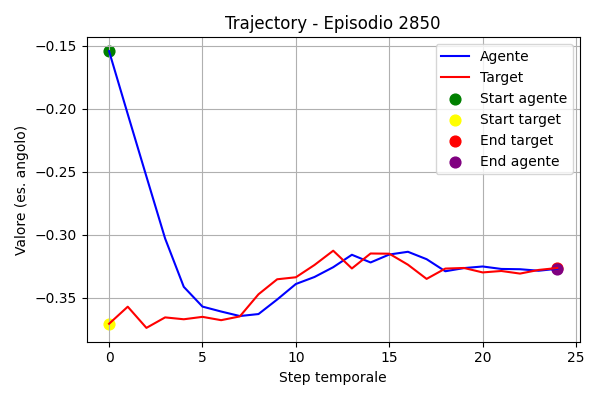 Trajectory - Episodio 2850
Agente
Target
Start agente
Start target
End target
End agente
Valore (es. angolo)
−0.15
−0.20
−0.25
−0.30
−0.35
0 5 10 15 20 25
Step temporale